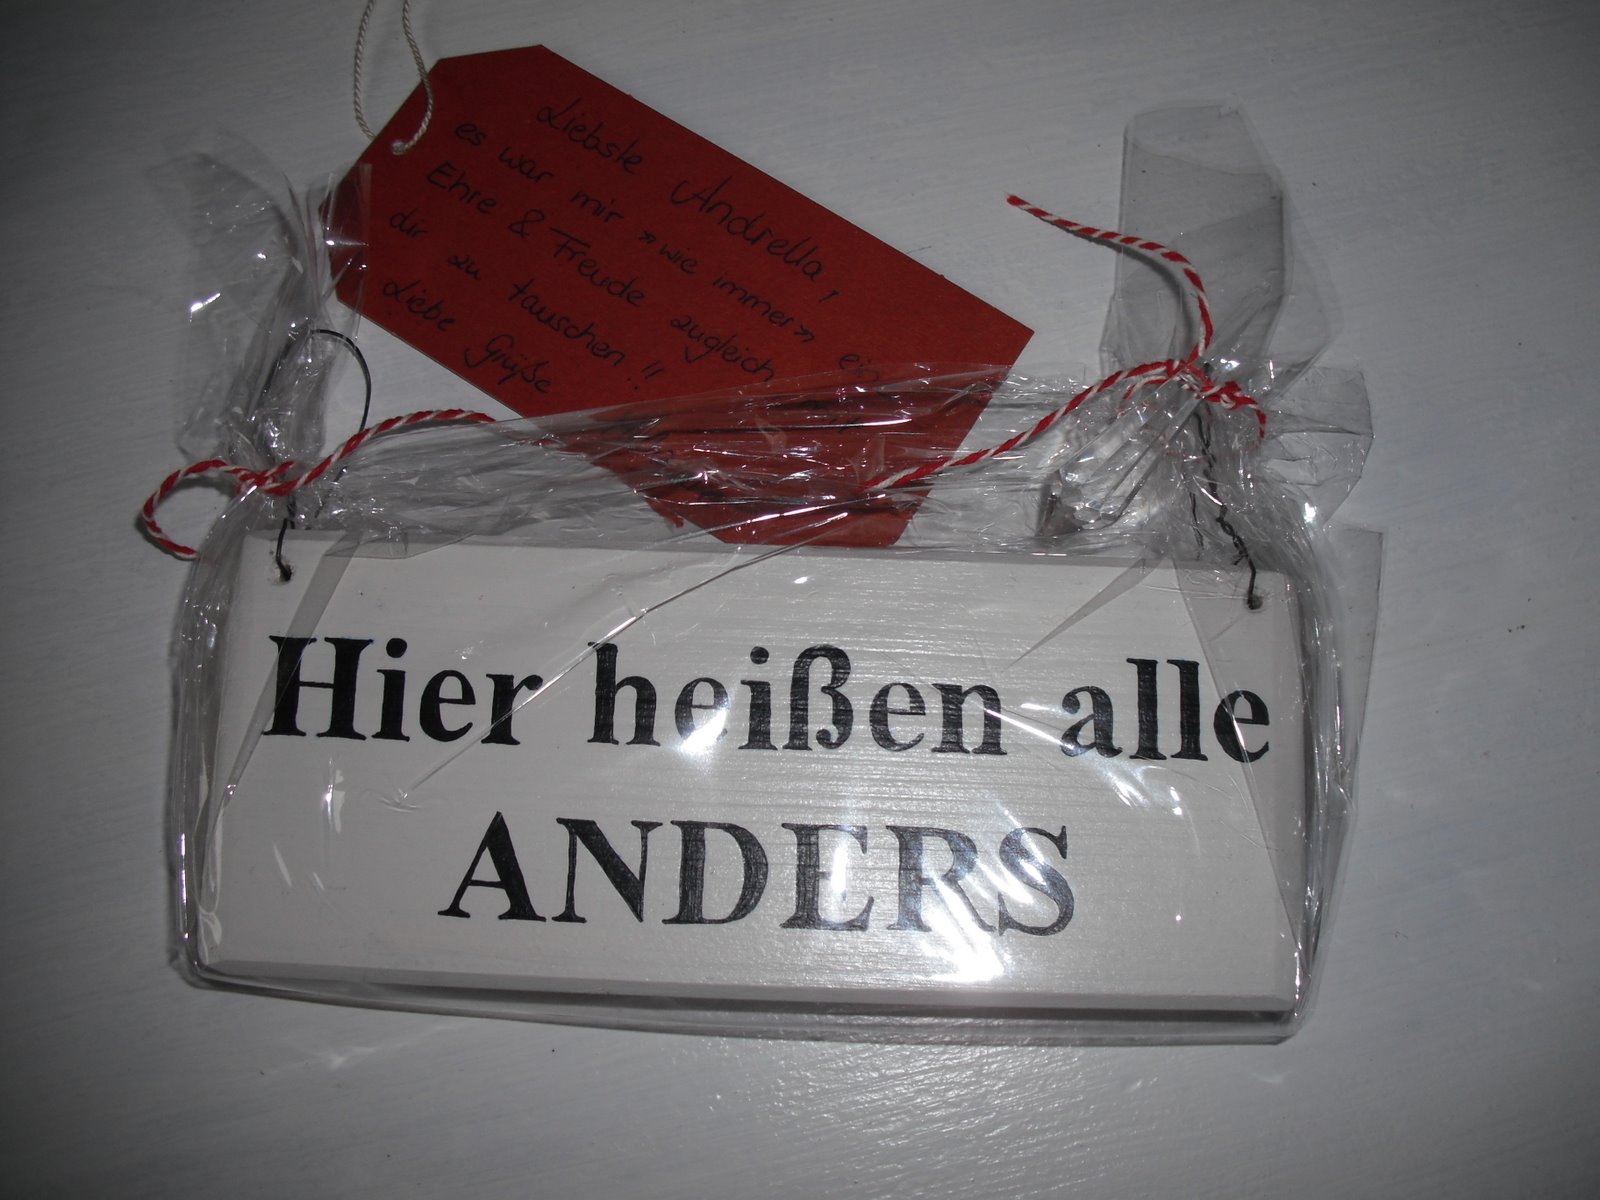 Liebste Andrella,
es war mir »wie immer» ein
Ehre & Freude zugleich
dir zu tauschen!!
Liebe Grüße
Hier heißen alle
ANDERS